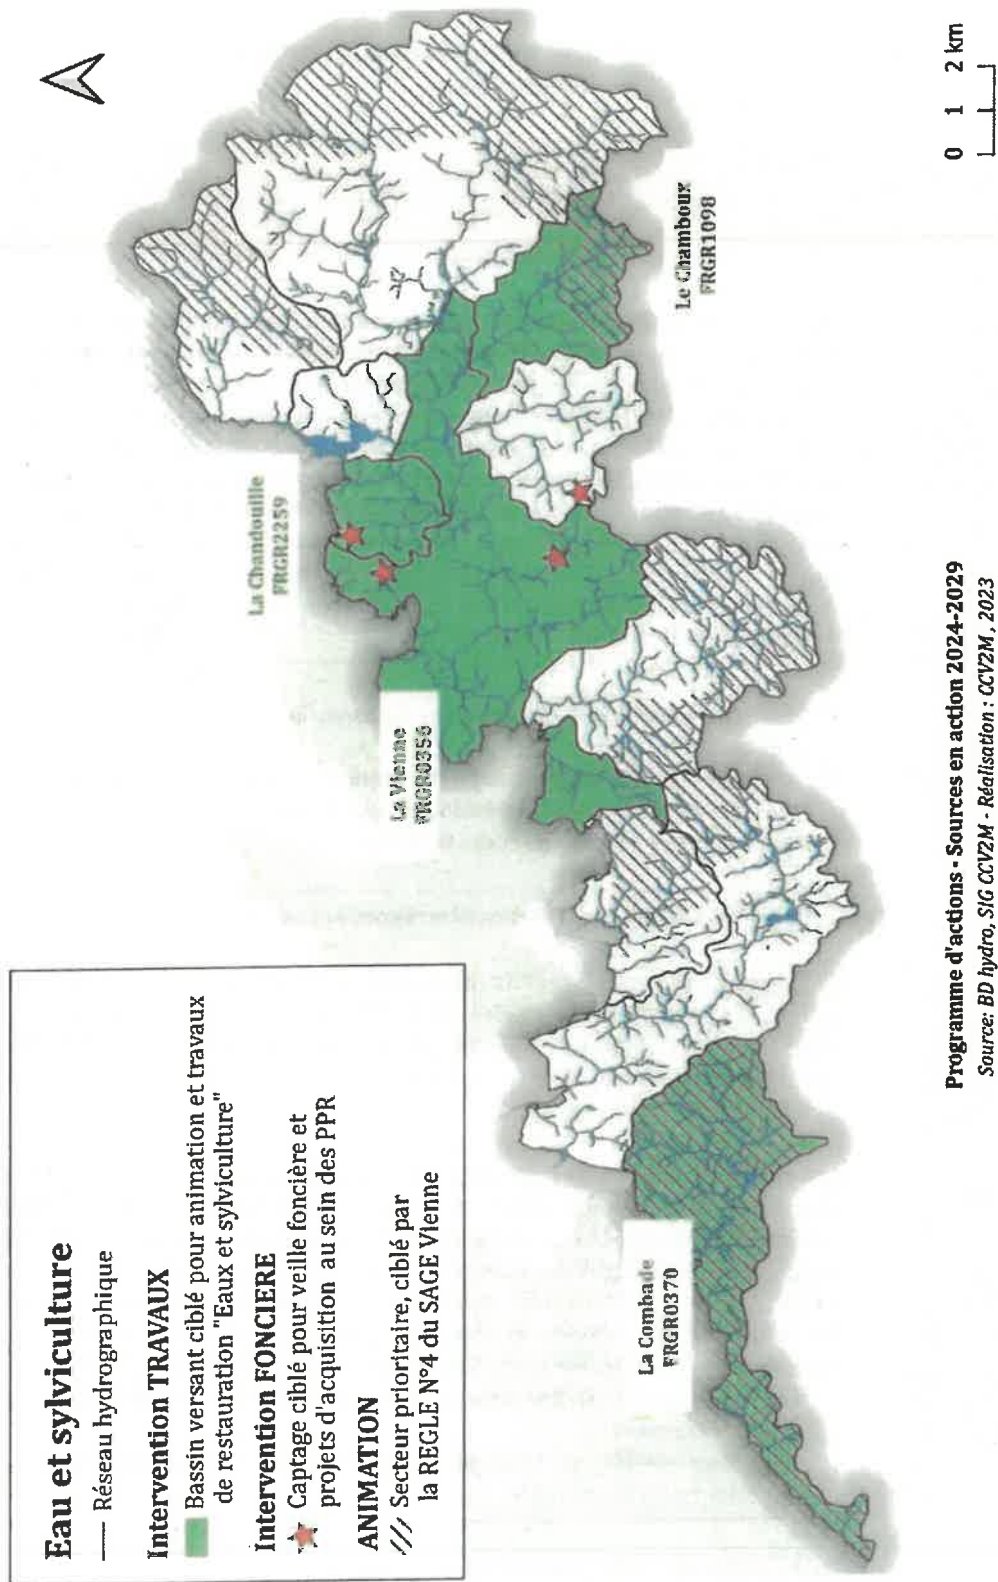 Eau et sylviculture
Réseau hydrographique
Intervention TRAVAUX
Bassin versant ciblé pour animation et travaux
de restauration "Eaux et sylviculture"
Intervention FONCIERE
Captage ciblé pour veille foncière et
projets d'acquisition au sein des PPR
ANIMATION
Secteur prioritaire, ciblé par
la REGLE N°4 du SAGE Vienne
La Chandouille
FRGR2259
La Vienne
FRGR0356
Le Chamboux
FRGR1098
La Combade
FRGR0370
0 1 2 km
Programme d'actions - Sources en action 2024-2029
Source: BD hydro, SIG CCV2M - Réalisation : CCV2M, 2023